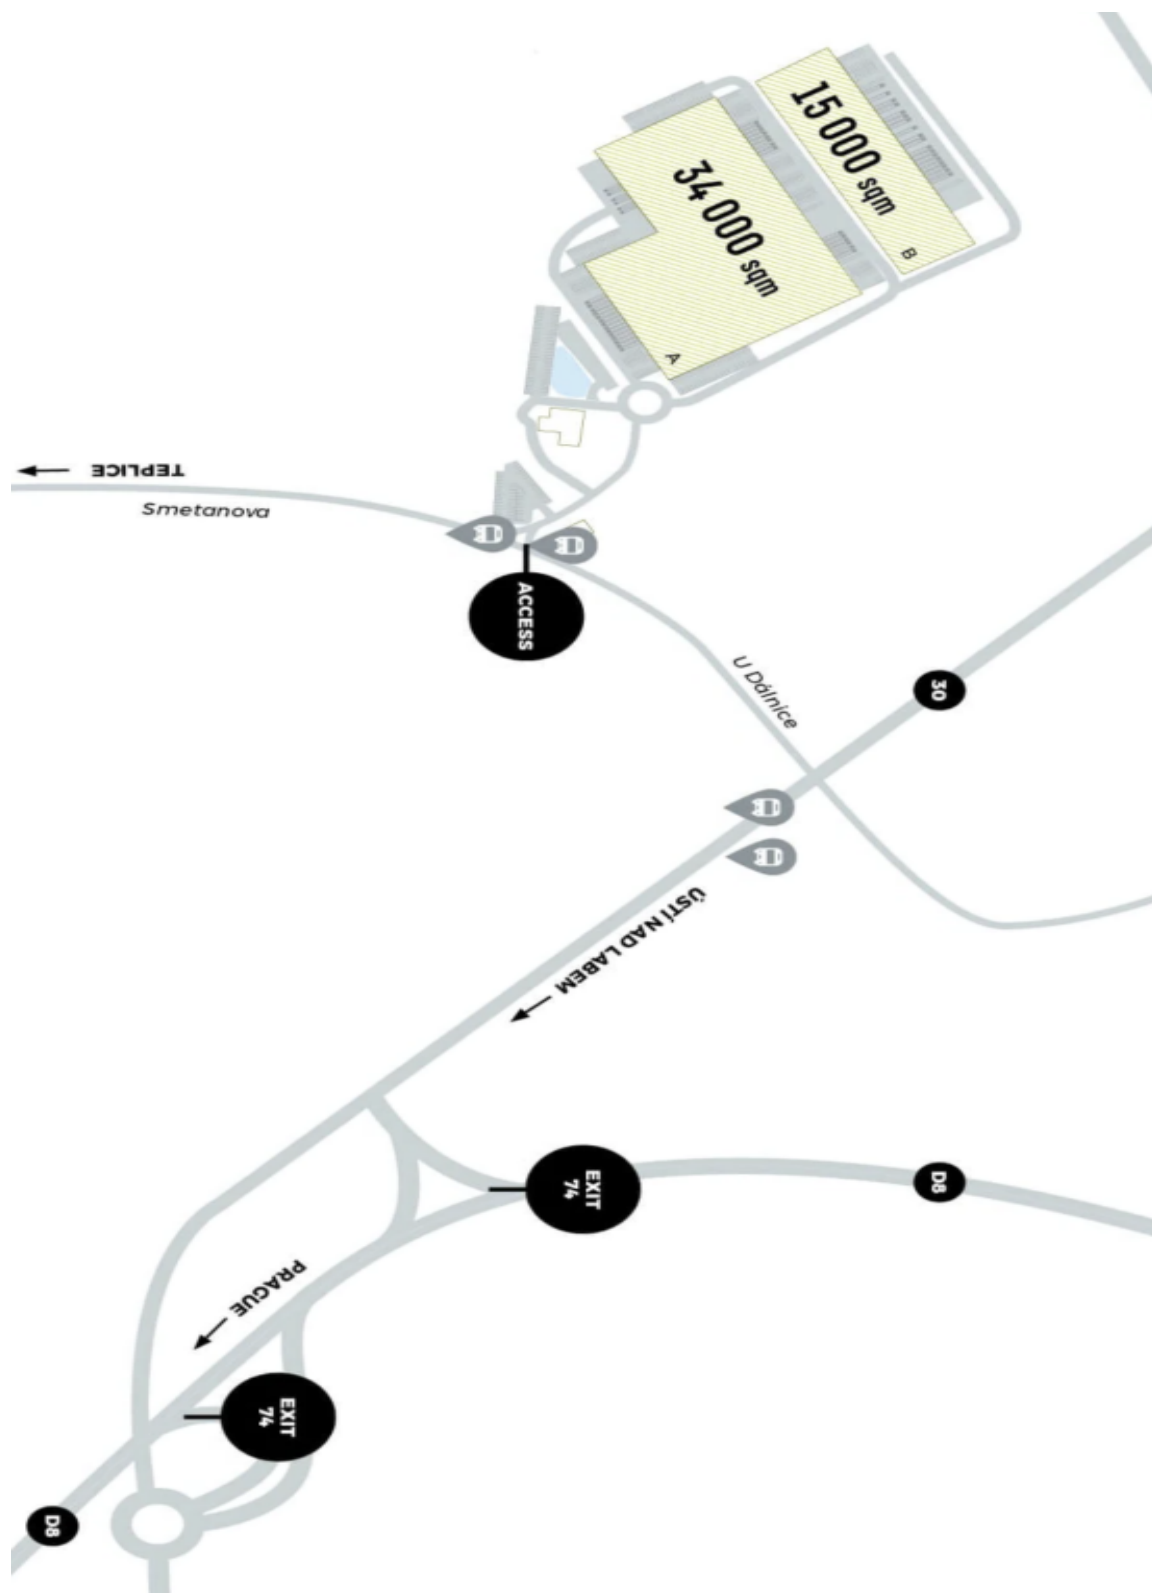 15 000 sqm
B
34 000 sqm
A
TEPLICE
Smetanova
ACCESS
U Dálnice
30
ÚSTÍ NAD LABEM
EXIT
74
D8
PRAGUE
EXIT
74
D8